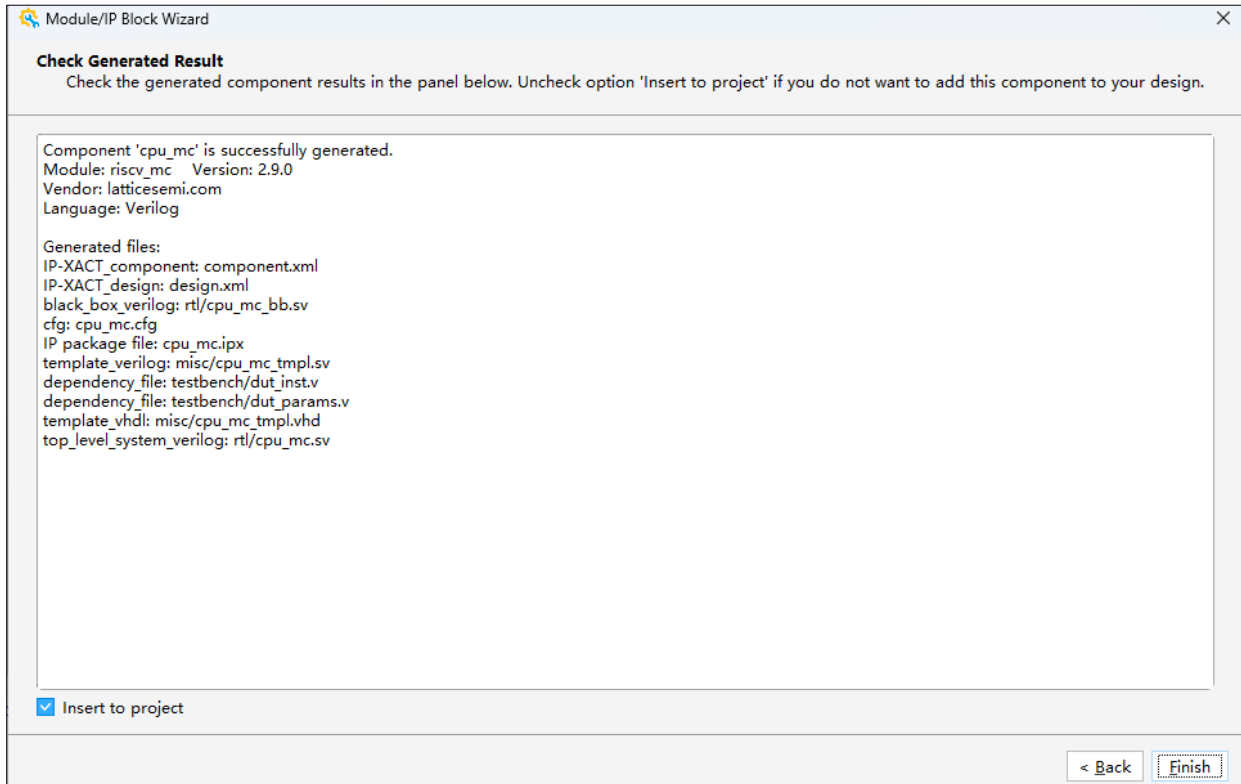 Module/IP Block Wizard
Check Generated Result
Check the generated component results in the panel below. Uncheck option 'Insert to project' if you do not want to add this component to your design.
Component 'cpu_mc' is successfully generated.
Module: riscv_mc    Version: 2.9.0
Vendor: latticesemi.com
Language: Verilog
Generated files:
IP-XACT_component: component.xml
IP-XACT_design: design.xml
black_box_verilog: rtl/cpu_mc_bb.sv
cfg: cpu_mc.cfg
IP package file: cpu_mc.ipx
template_verilog: misc/cpu_mc_tmpl.sv
dependency_file: testbench/dut_inst.v
dependency_file: testbench/dut_params.v
template_vhdl: misc/cpu_mc_tmpl.vhd
top_level_system_verilog: rtl/cpu_mc.sv
Insert to project
< Back    Finish